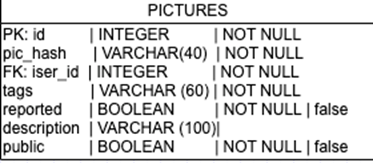 PICTURES
PK: id | INTEGER | NOT NULL
pic_hash | VARCHAR(40) | NOT NULL
FK: iser_id | INTEGER | NOT NULL
tags | VARCHAR (60) | NOT NULL
reported | BOOLEAN | NOT NULL | false
description | VARCHAR (100)|
public | BOOLEAN | NOT NULL | false